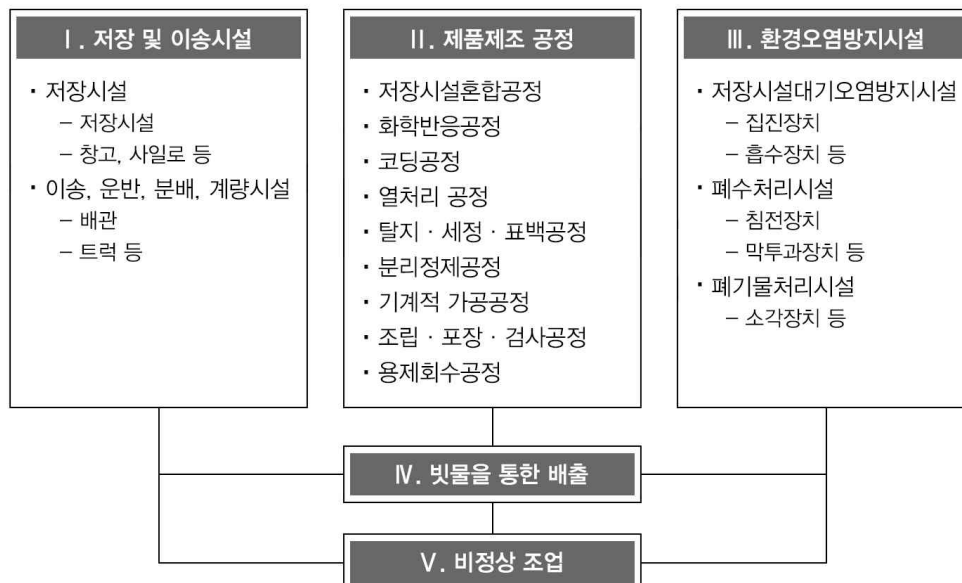 Ⅰ. 저장 및 이송시설
· 저장시설
– 저장시설
– 창고, 사일로 등
· 이송, 운반, 분배, 계량시설
– 배관
– 트럭 등
Ⅱ. 제품제조 공정
· 저장시설혼합공정
· 화학반응공정
· 코딩공정
· 열처리 공정
· 탈지 · 세정 · 표백공정
· 분리정제공정
· 기계적 가공공정
· 조립 · 포장 · 검사공정
· 용제회수공정
Ⅲ. 환경오염방지시설
· 저장시설대기오염방지시설
– 집진장치
– 흡수장치 등
· 폐수처리시설
– 침전장치
– 막투과장치 등
· 폐기물처리시설
– 소각장치 등
Ⅳ. 빗물을 통한 배출
Ⅴ. 비정상 조업